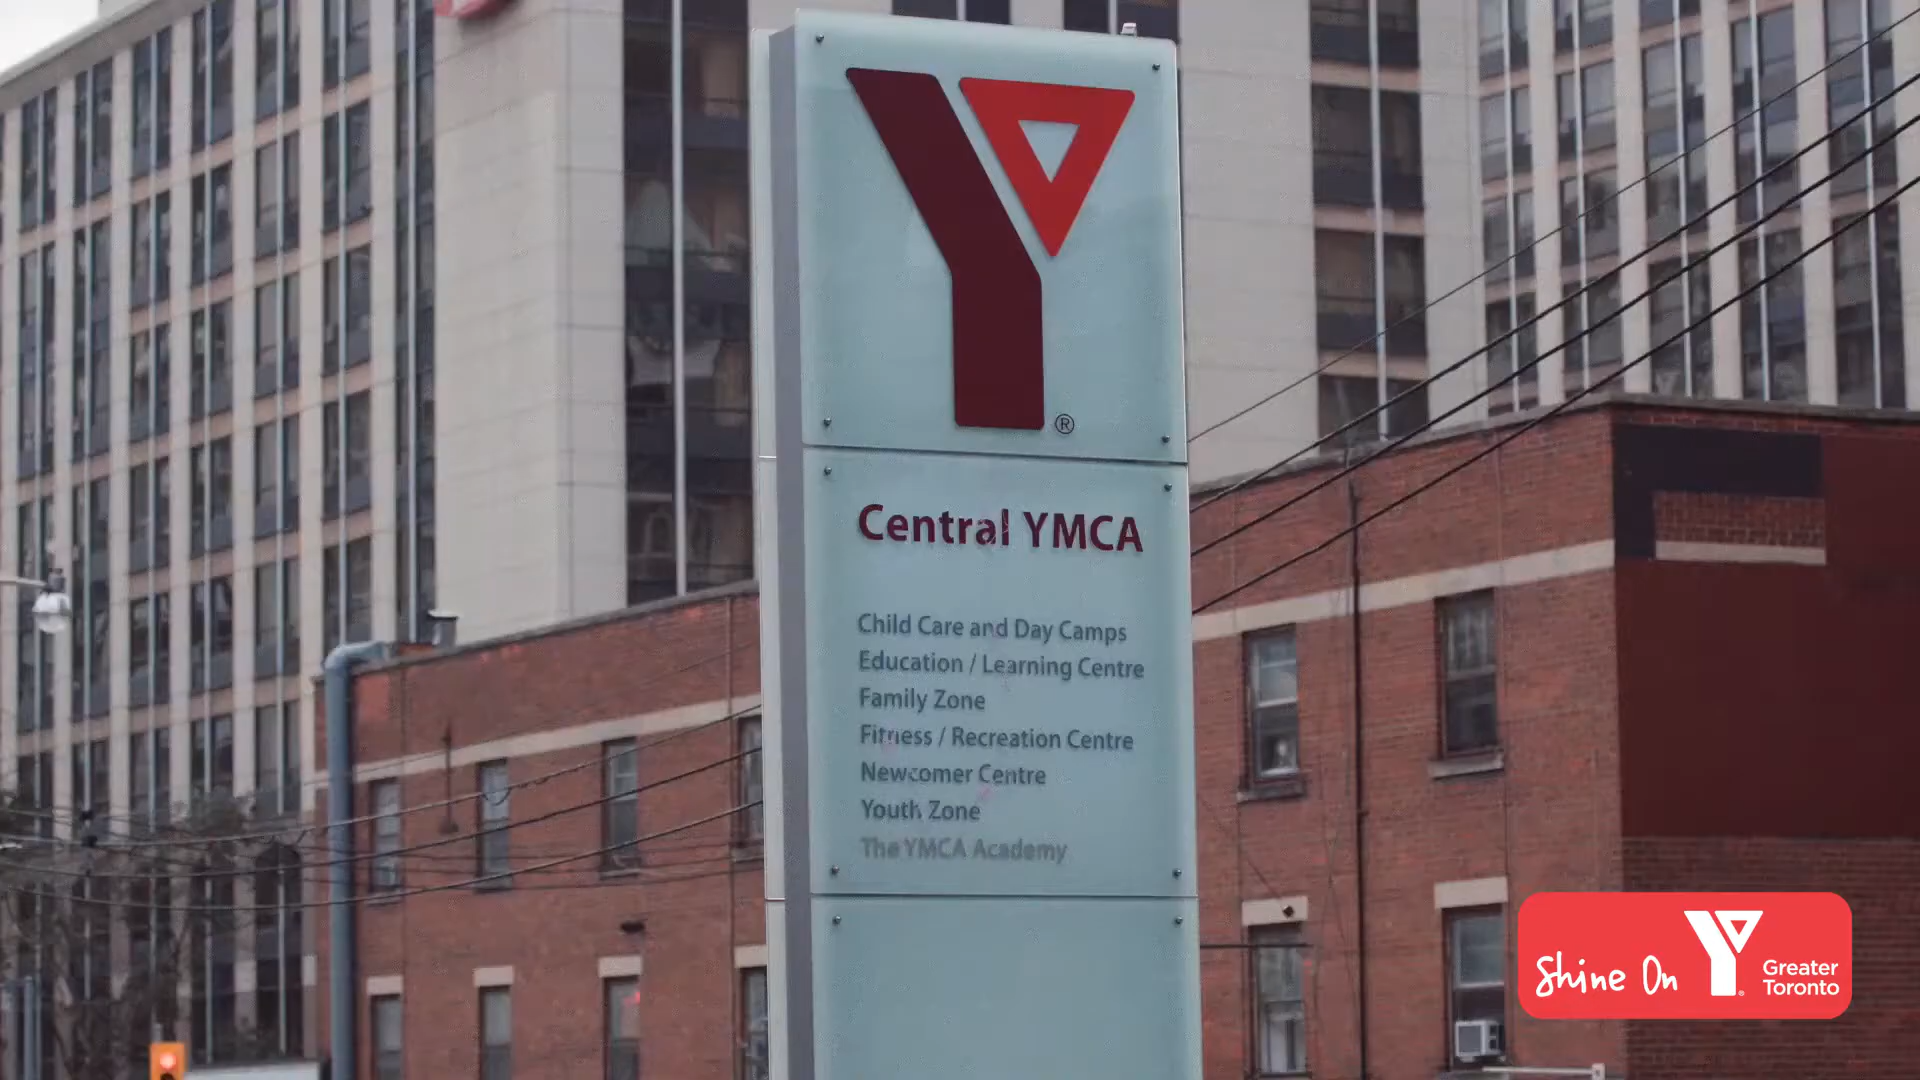 Y®
Central YMCA
Child Care and Day Camps
Education / Learning Centre
Family Zone
Fitness / Recreation Centre
Newcomer Centre
Youth Zone
The YMCA Academy
Shine On
Y®
Greater
Toronto